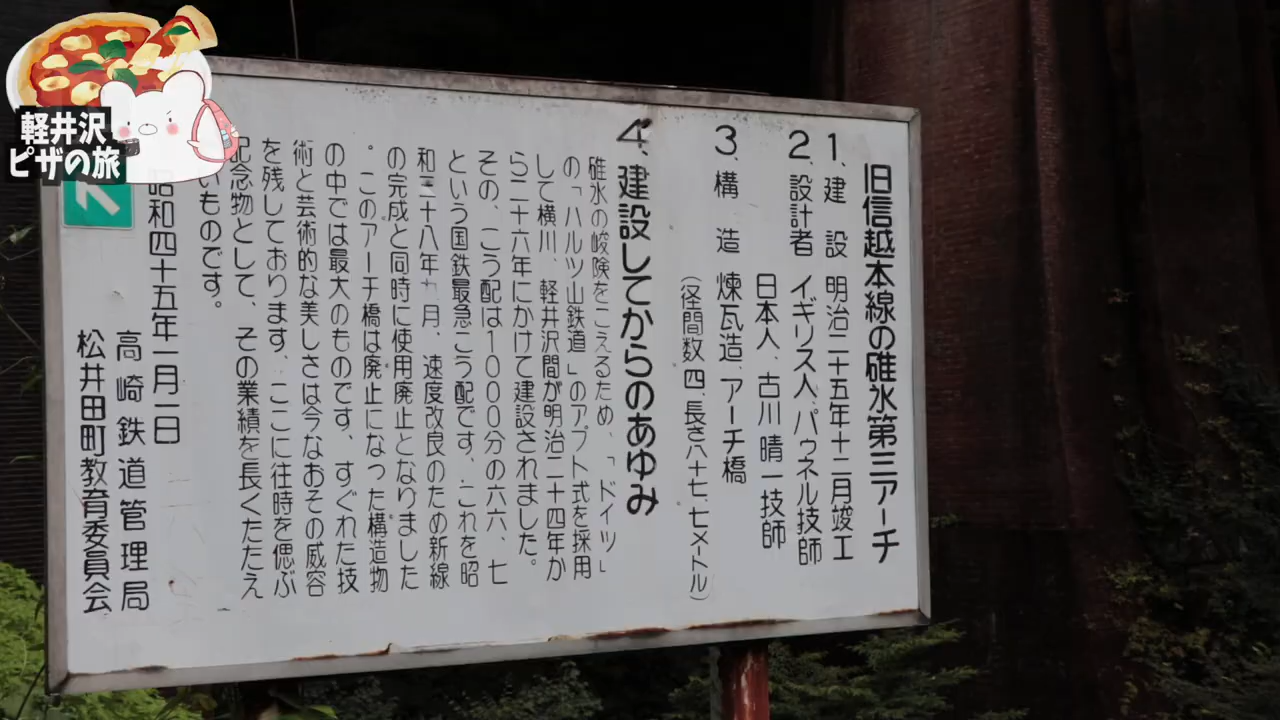 軽井沢
ピザの旅
旧信越本線の碓氷第三アーチ
1、建 設 明治二十五年十二月竣工
2、設計者 イギリス人、パウネル技師
日本人、古川晴一技師
3、構 造 煉瓦造、アーチ橋
(径間数四、長さ八十七、七メートル)
4、建設してからのあゆみ
碓氷の峻険をこえるため、「ドイツ」
の「ハルツ山鉄道」のアプト式を採用
して横川、軽井沢間が明治二十四年か
ら二十六年にかけて建設されました。
その、こう配は1000分の六六、七
という国鉄最急こう配です、これを昭
和三十八年九月、速度改良のため新線
の完成と同時に使用廃止となりました
。このアーチ橋は廃止になった構造物
の中では最大のものです、すぐれた技
術と芸術的な美しさは今なおその威容
を残しております、ここに往時を偲ぶ
記念物として、その業績を長くたたえ
いものです。
昭和四十五年一月一日
高崎鉄道管理局
松井田町教育委員会